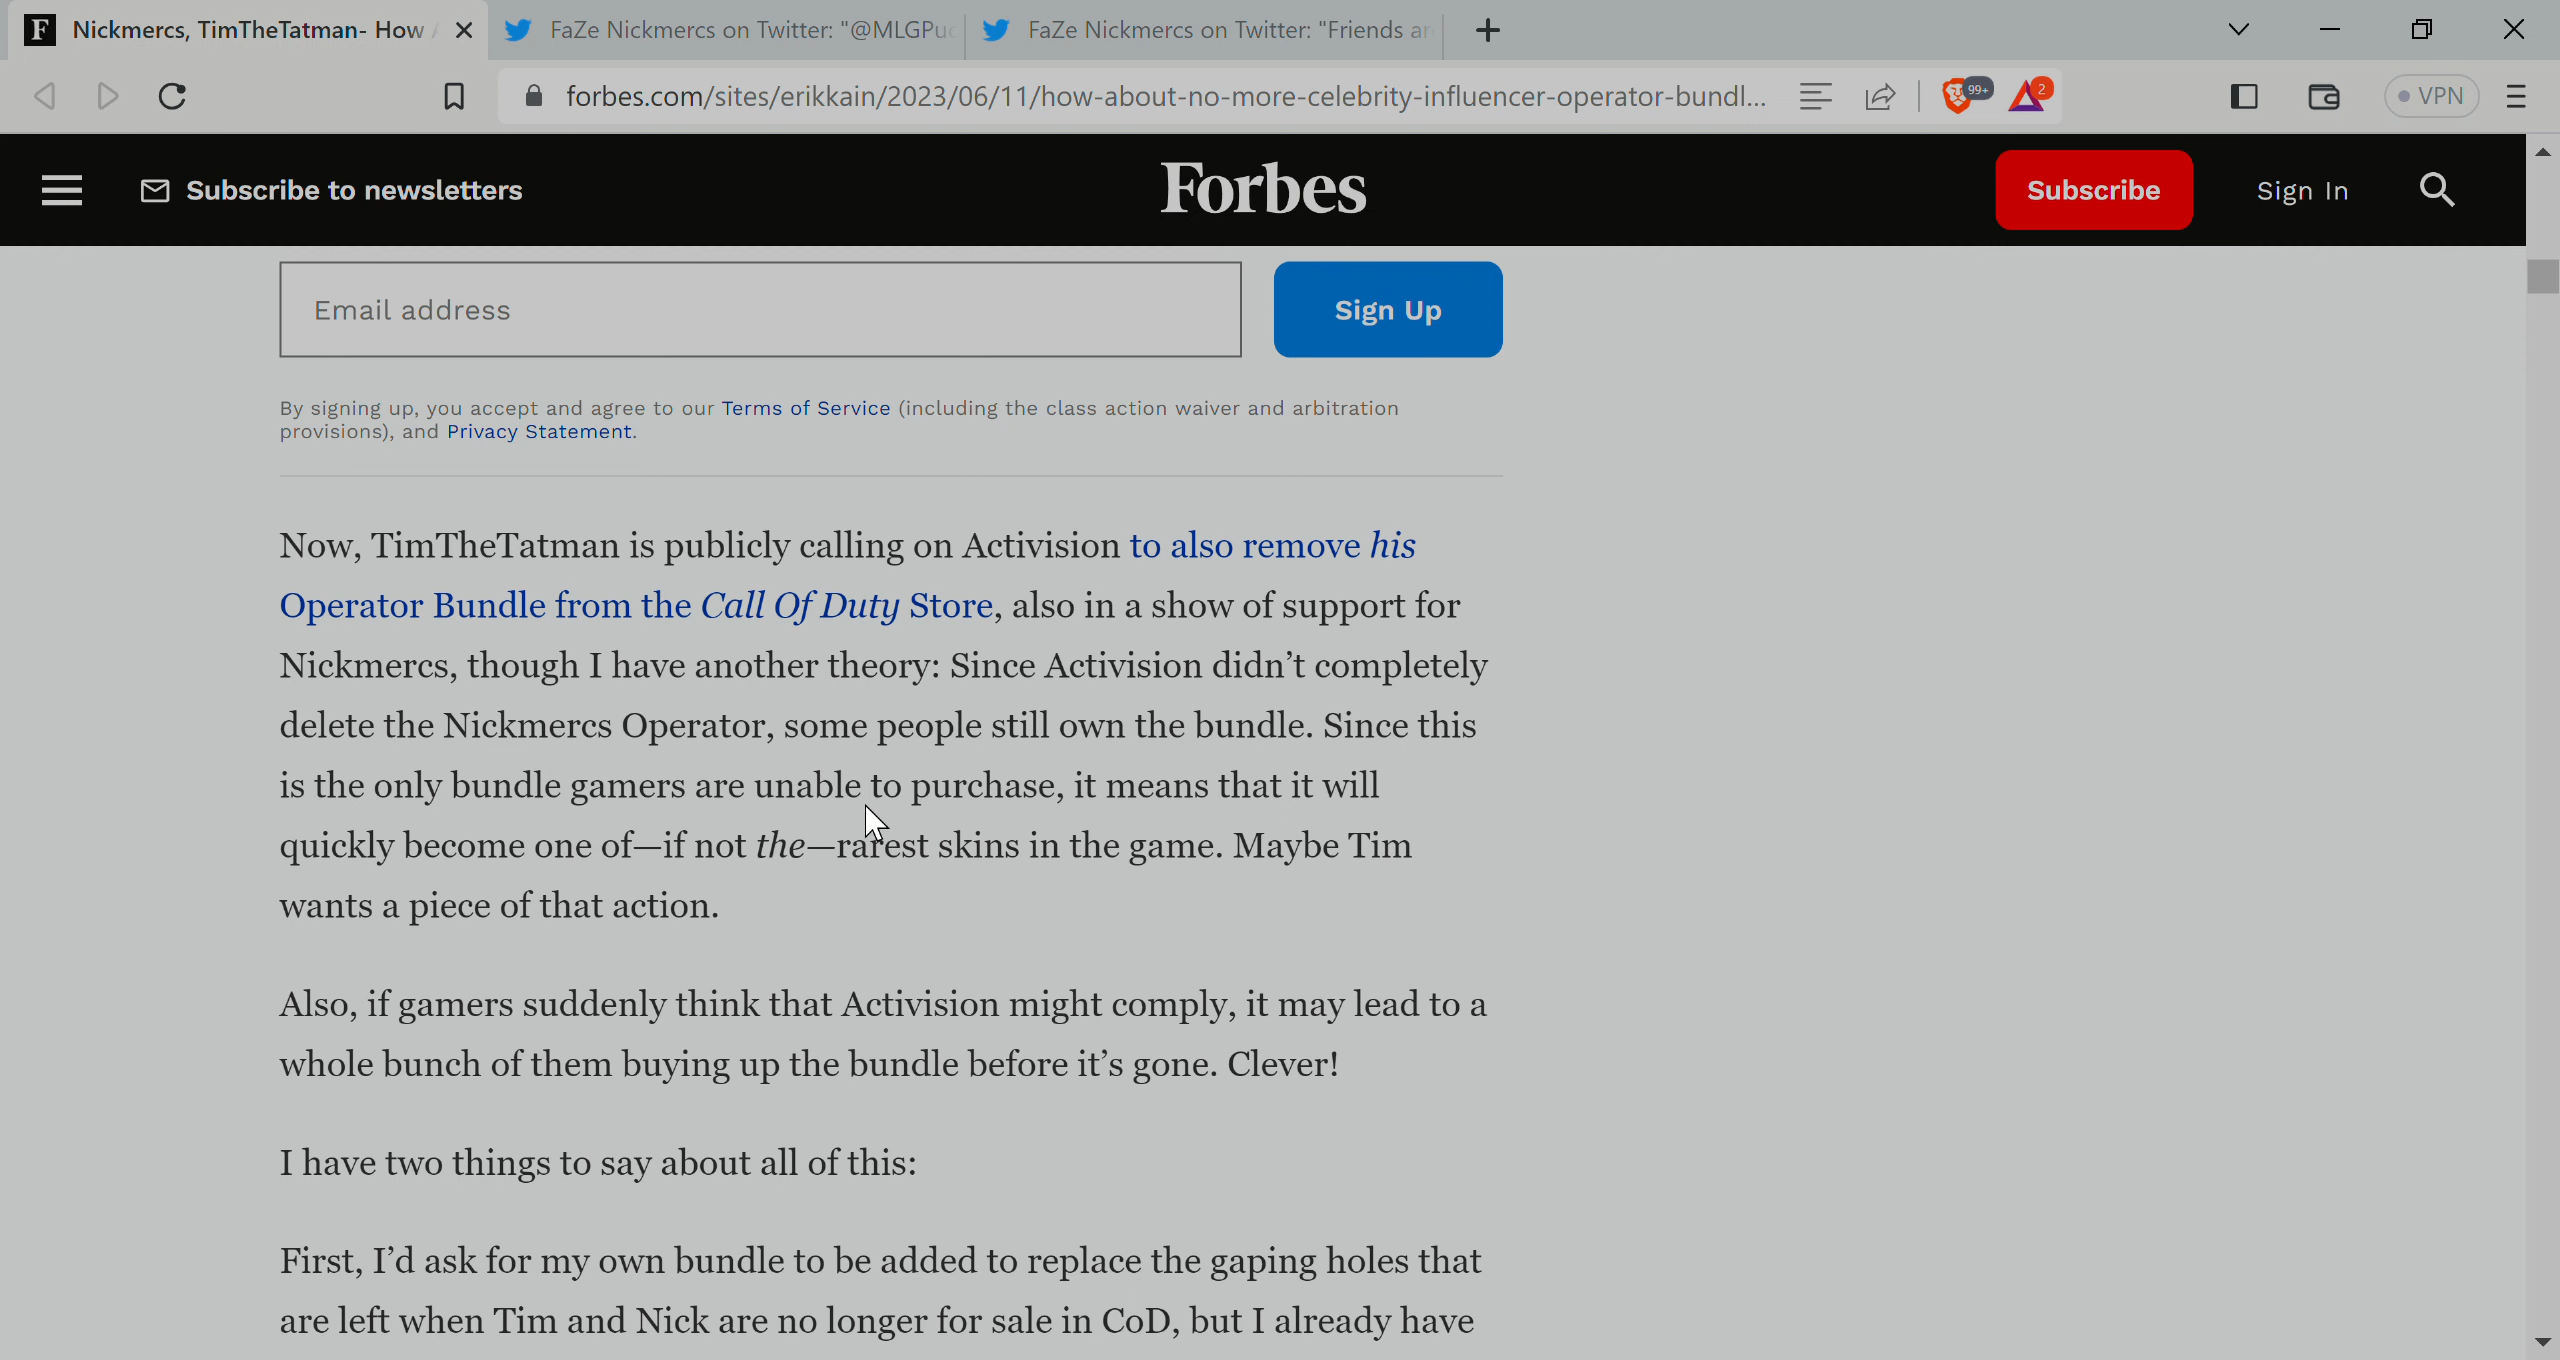 Nickmercs, TimTheTatman- How
FaZe Nickmercs on Twitter: "@MLGPu
FaZe Nickmercs on Twitter: "Friends ar
forbes.com/sites/erikkain/2023/06/11/how-about-no-more-celebrity-influencer-operator-bundl...
99+
2
VPN
Subscribe to newsletters
Forbes
Subscribe
Sign In
Email address
Sign Up
By signing up, you accept and agree to our Terms of Service (including the class action waiver and arbitration
provisions), and Privacy Statement.
Now, TimTheTatman is publicly calling on Activision to also remove his
Operator Bundle from the Call Of Duty Store, also in a show of support for
Nickmercs, though I have another theory: Since Activision didn’t completely
delete the Nickmercs Operator, some people still own the bundle. Since this
is the only bundle gamers are unable to purchase, it means that it will
quickly become one of—if not the—rarest skins in the game. Maybe Tim
wants a piece of that action.
Also, if gamers suddenly think that Activision might comply, it may lead to a
whole bunch of them buying up the bundle before it’s gone. Clever!
I have two things to say about all of this:
First, I’d ask for my own bundle to be added to replace the gaping holes that
are left when Tim and Nick are no longer for sale in CoD, but I already have